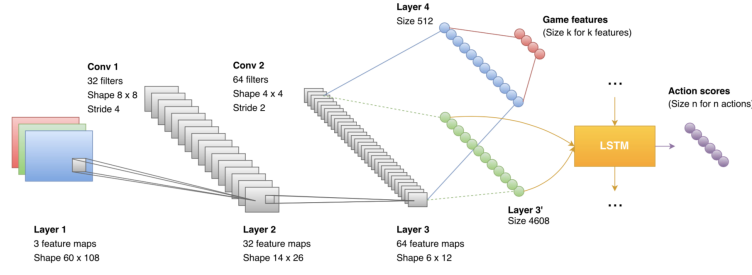 Layer 4
Size 512
Game features
(Size k for k features)
Conv 1
32 filters
Shape 8 x 8
Stride 4
Conv 2
64 filters
Shape 4 x 4
Stride 2
...
Action scores
(Size n for n actions)
LSTM
...
Layer 3'
Size 4608
Layer 1
3 feature maps
Shape 60 x 108
Layer 2
32 feature maps
Shape 14 x 26
Layer 3
64 feature maps
Shape 6 x 12